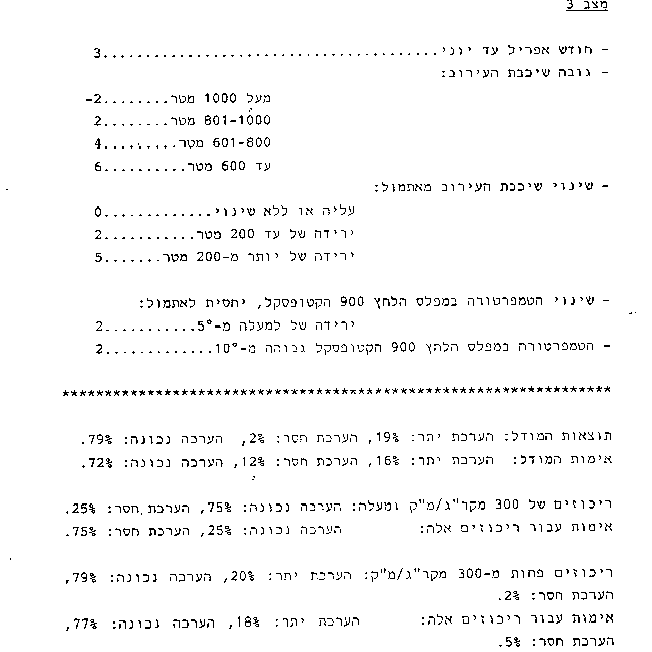 מצב 3
- חודש אפריל עד יוני.......................................3
- גובה שיכבת העירוב:
מעל 1000 מטר........2-
801-1000 מטר........2
601-800 מטר.........4
עד 600 מטר..........6
- שינוי שיכבת העירוב מאתמול:
עליה או ללא שינוי.............0
ירידה של עד 200 מטר...........2
ירידה של יותר מ-200 מטר.......5
- שינוי הטמפרטורה במפלס הלחץ 900 הקטופסקל, יחסית לאתמול:
ירידה של למעלה מ-5°...........2
- הטמפרטורה במפלס הלחץ 900 הקטופסקל גבוהה מ-10°.............2
*****************************************************************
תוצאות המודל: הערכת יתר: 19%, הערכת חסר: 2%, הערכה נכונה: 79%.
אימות המודל: הערכת יתר: 16%, הערכת חסר: 12%, הערכה נכונה: 72%.
ריכוזים של 300 מקר"ג/מ"ק ומעלה: הערכה נכונה: 75%, הערכת חסר: 25%.
אימות עבור ריכוזים אלה: הערכה נכונה: 25%, הערכת חסר: 75%.
ריכוזים פחות מ-300 מקר"ג/מ"ק: הערכת יתר: 20%, הערכה נכונה: 79%,
הערכת חסר: 2%.
אימות עבור ריכוזים אלה: הערכת יתר: 18%, הערכה נכונה: 77%,
הערכת חסר: 5%.